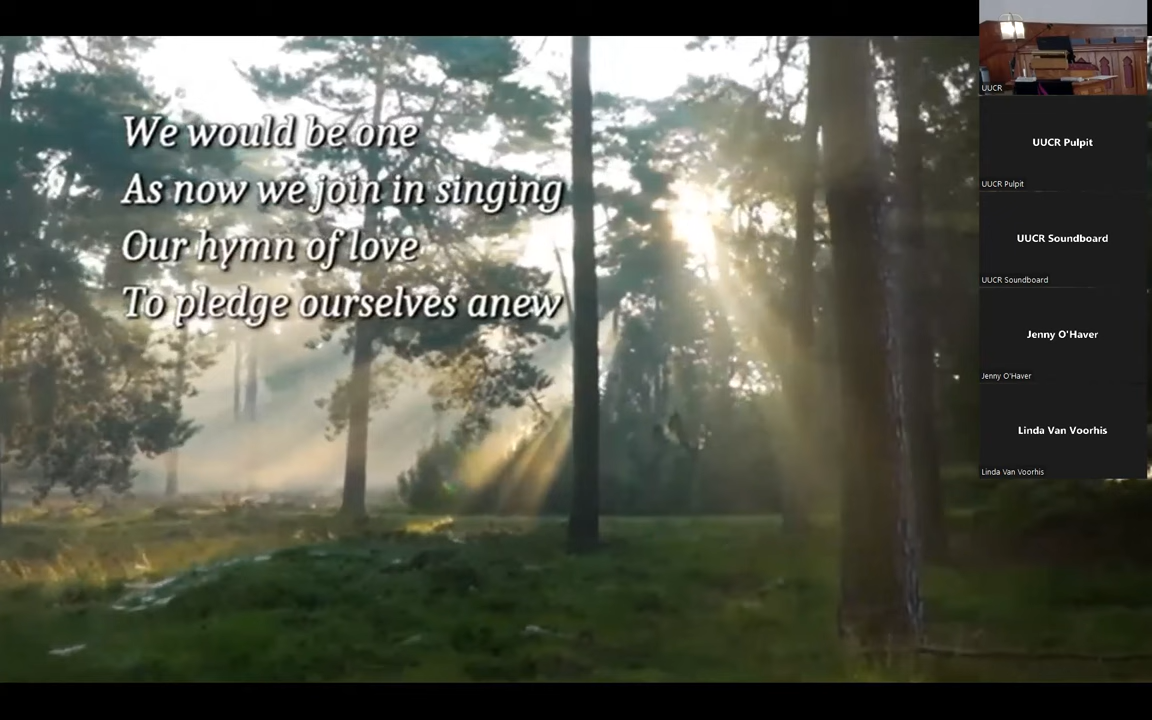 We would be one
As now we join in singing
Our hymn of love
To pledge ourselves anew
UUCR
UUCR Pulpit
UUCR Pulpit
UUCR Soundboard
UUCR Soundboard
Jenny O'Haver
Jenny O'Haver
Linda Van Voorhis
Linda Van Voorhis